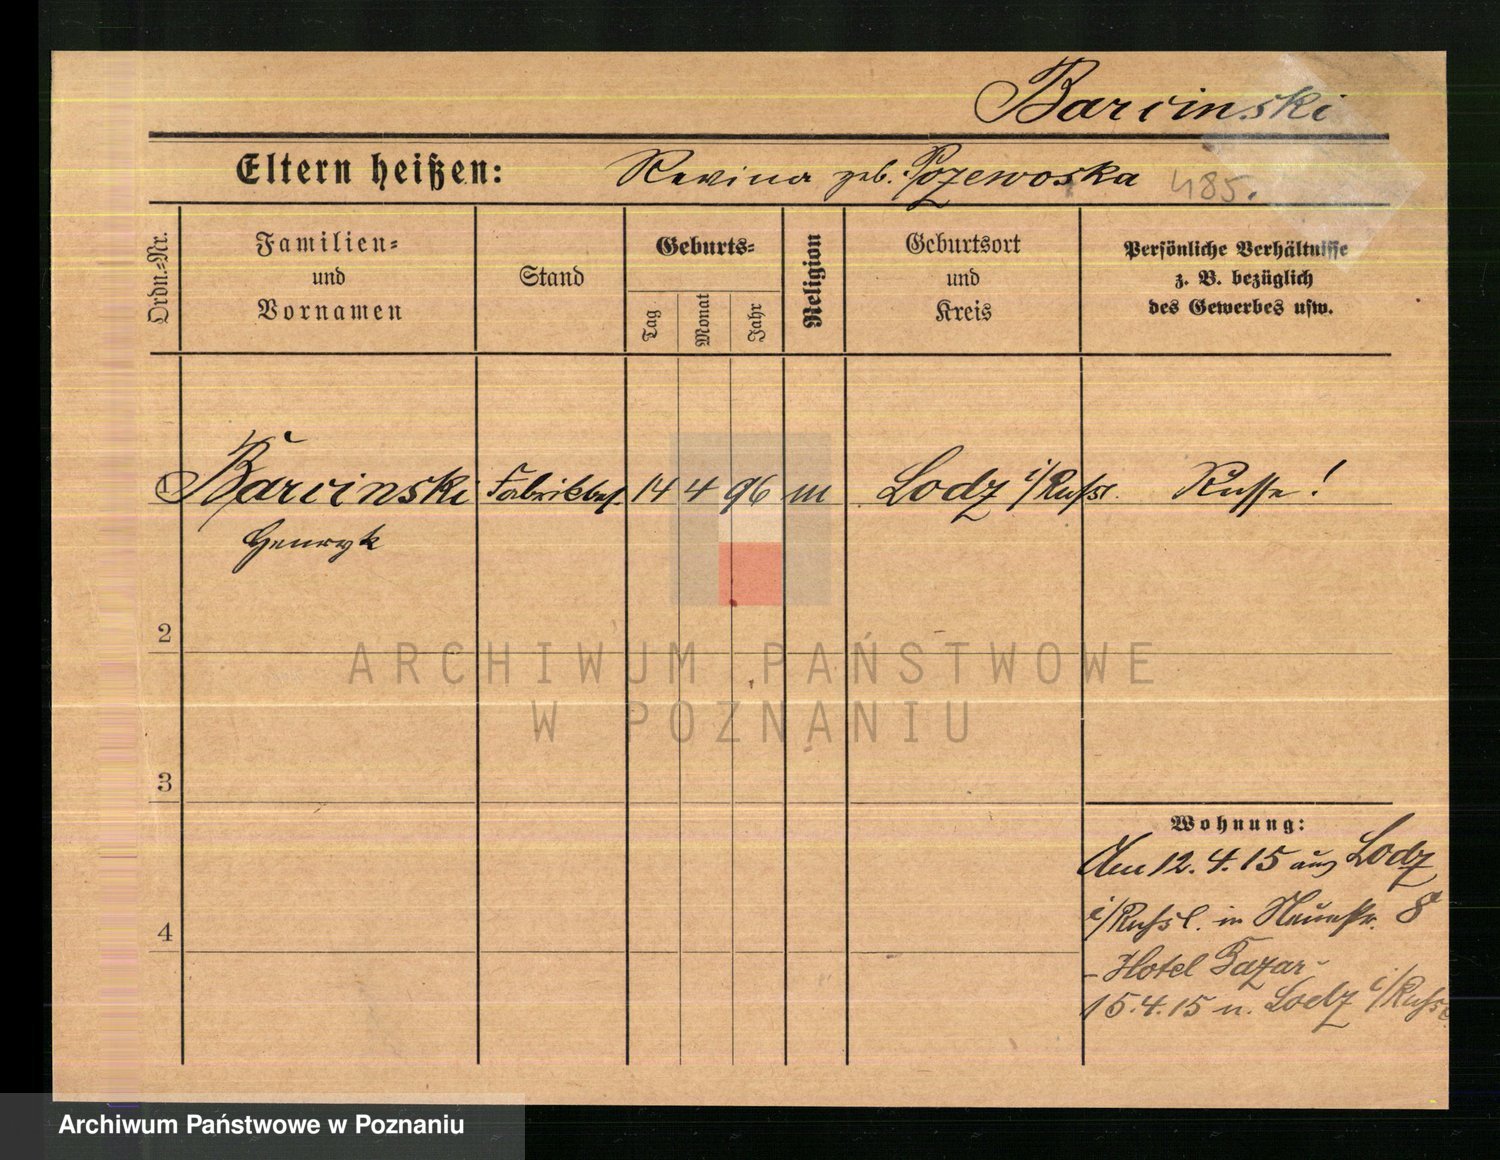 Barcinski
Eltern heißen: geb. 485.
Ordn.=Nr.
Familien=
und
Vornamen
Stand
Geburts=
Tag
Monat
Jahr
Religion
Geburtsort
und
Kreis
Persönliche Verhältnisse
z. B. bezüglich
des Gewerbes usw.
1 Barcinski Fabrikbes. 14 4 96 m Lodz i/Russl. Russe!
Henryk
2
3
4
Wohnung:
Am 12.4.15 aus Lodz
i/Russl. in Neuestr. 8
- Hotel Bazar -
15.4.15 n. Lodz i/Russl
ARCHIWUM PAŃSTWOWE
W POZNANIU
Archiwum Państwowe w Poznaniu